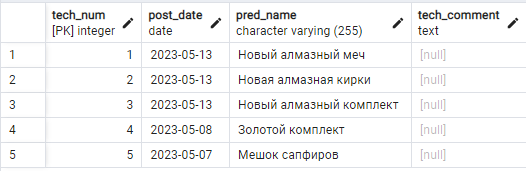 tech_num post_date pred_name tech_comment
[PK] integer date character varying (255) text
1 1 2023-05-13 Новый алмазный меч [null]
2 2 2023-05-13 Новая алмазная кирки [null]
3 3 2023-05-13 Новый алмазный комплект [null]
4 4 2023-05-08 Золотой комплект [null]
5 5 2023-05-07 Мешок сапфиров [null]